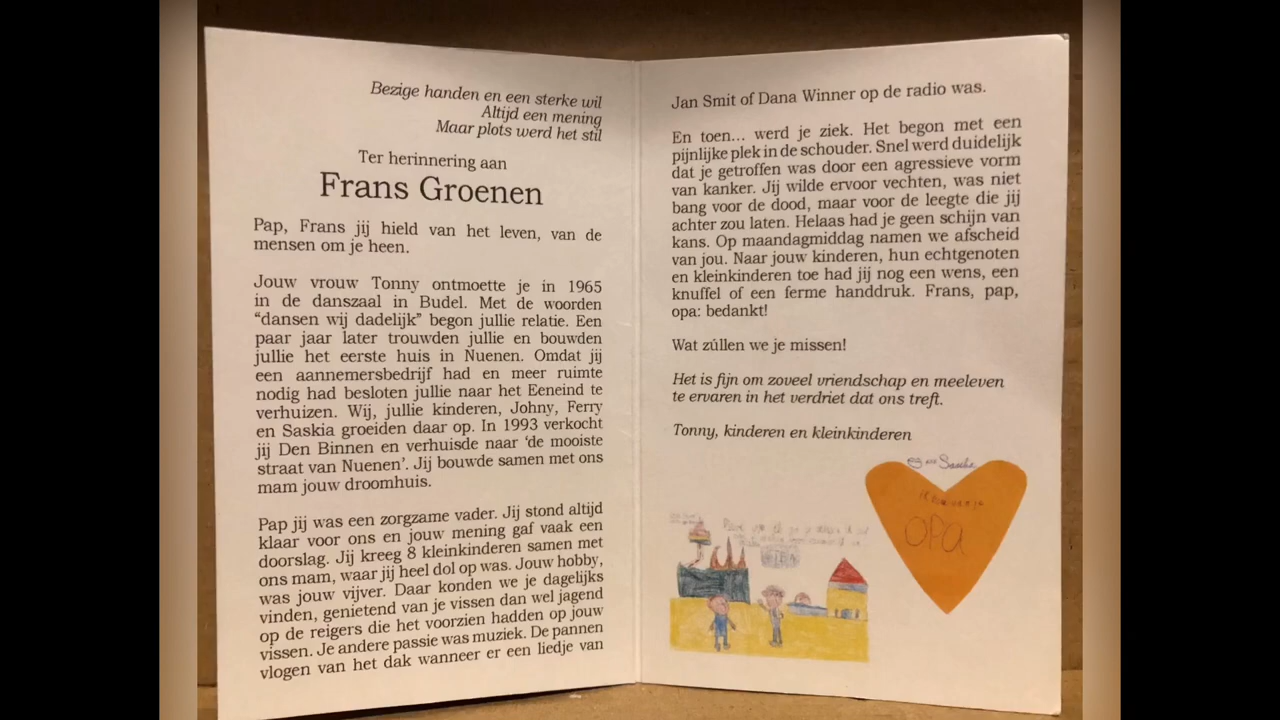 Bezige handen en een sterke wil
Altijd een mening
Maar plots werd het stil
Ter herinnering aan
Frans Groenen
Pap, Frans jij hield van het leven, van de
mensen om je heen.
Jouw vrouw Tonny ontmoette je in 1965
in de danszaal in Budel. Met de woorden
“dansen wij dadelijk” begon jullie relatie. Een
paar jaar later trouwden jullie en bouwden
jullie het eerste huis in Nuenen. Omdat jij
een aannemersbedrijf had en meer ruimte
nodig had besloten jullie naar het Eeneind te
verhuizen. Wij, jullie kinderen, Johny, Ferry
en Saskia groeiden daar op. In 1993 verkocht
jij Den Binnen en verhuisde naar ‘de mooiste
straat van Nuenen’. Jij bouwde samen met ons
mam jouw droomhuis.
Pap jij was een zorgzame vader. Jij stond altijd
klaar voor ons en jouw mening gaf vaak een
doorslag. Jij kreeg 8 kleinkinderen samen met
ons mam, waar jij heel dol op was. Jouw hobby,
was jouw vijver. Daar konden we je dagelijks
vinden, genietend van je vissen dan wel jagend
op de reigers die het voorzien hadden op jouw
vissen. Je andere passie was muziek. De pannen
vlogen van het dak wanneer er een liedje van
Jan Smit of Dana Winner op de radio was.
En toen... werd je ziek. Het begon met een
pijnlijke plek in de schouder. Snel werd duidelijk
dat je getroffen was door een agressieve vorm
van kanker. Jij wilde ervoor vechten, was niet
bang voor de dood, maar voor de leegte die jij
achter zou laten. Helaas had je geen schijn van
kans. Op maandagmiddag namen we afscheid
van jou. Naar jouw kinderen, hun echtgenoten
en kleinkinderen toe had jij nog een wens, een
knuffel of een ferme handdruk. Frans, pap,
opa: bedankt!
Wat zúllen we je missen!
Het is fijn om zoveel vriendschap en meeleven
te ervaren in het verdriet dat ons treft.
Tonny, kinderen en kleinkinderen
OPA